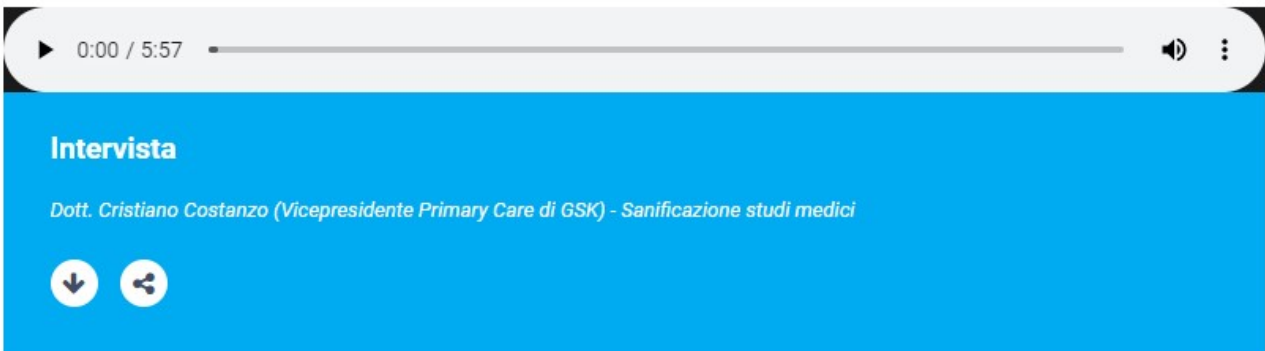 0:00 / 5:57
Intervista
Dott. Cristiano Costanzo (Vicepresidente Primary Care di GSK) - Sanificazione studi medici